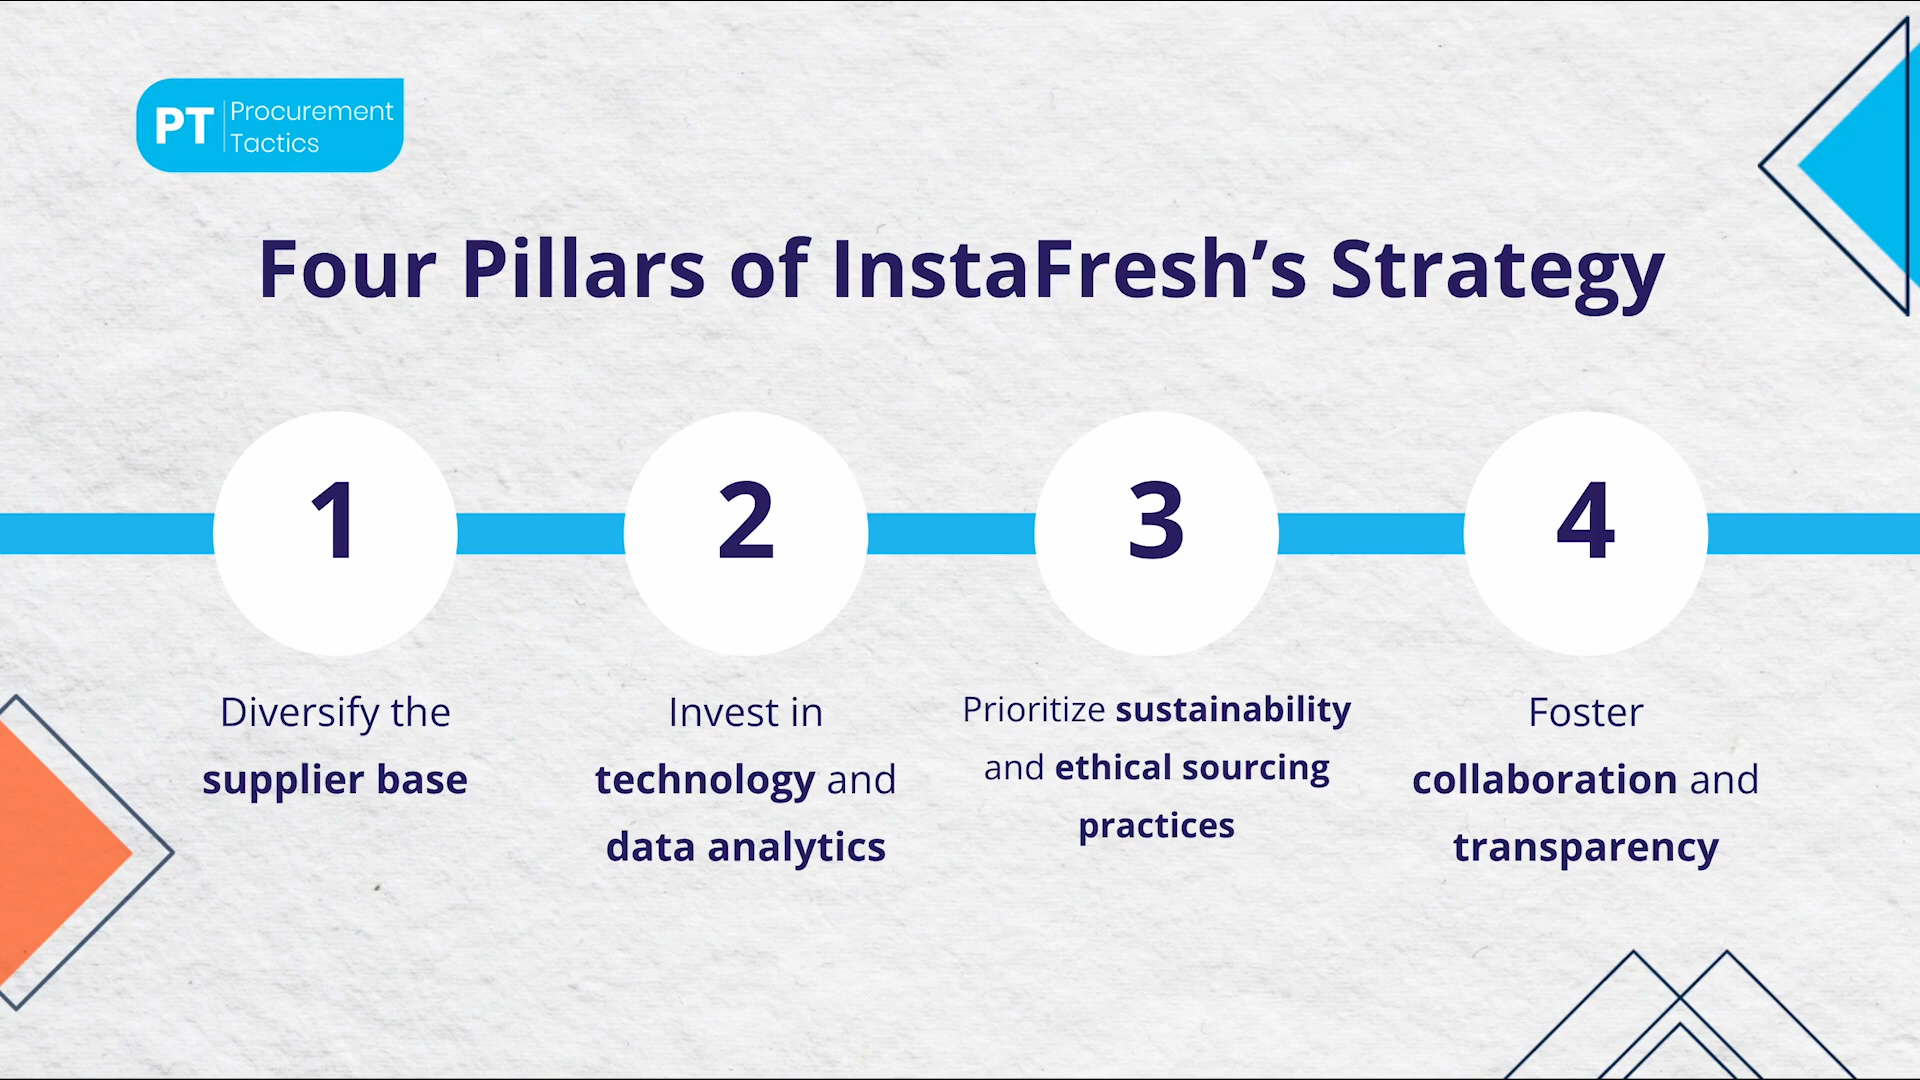 PT
Procurement
Tactics
Four Pillars of InstaFresh’s Strategy
1
Diversify the
supplier base
2
Invest in
technology and
data analytics
3
Prioritize sustainability
and ethical sourcing
practices
4
Foster
collaboration and
transparency